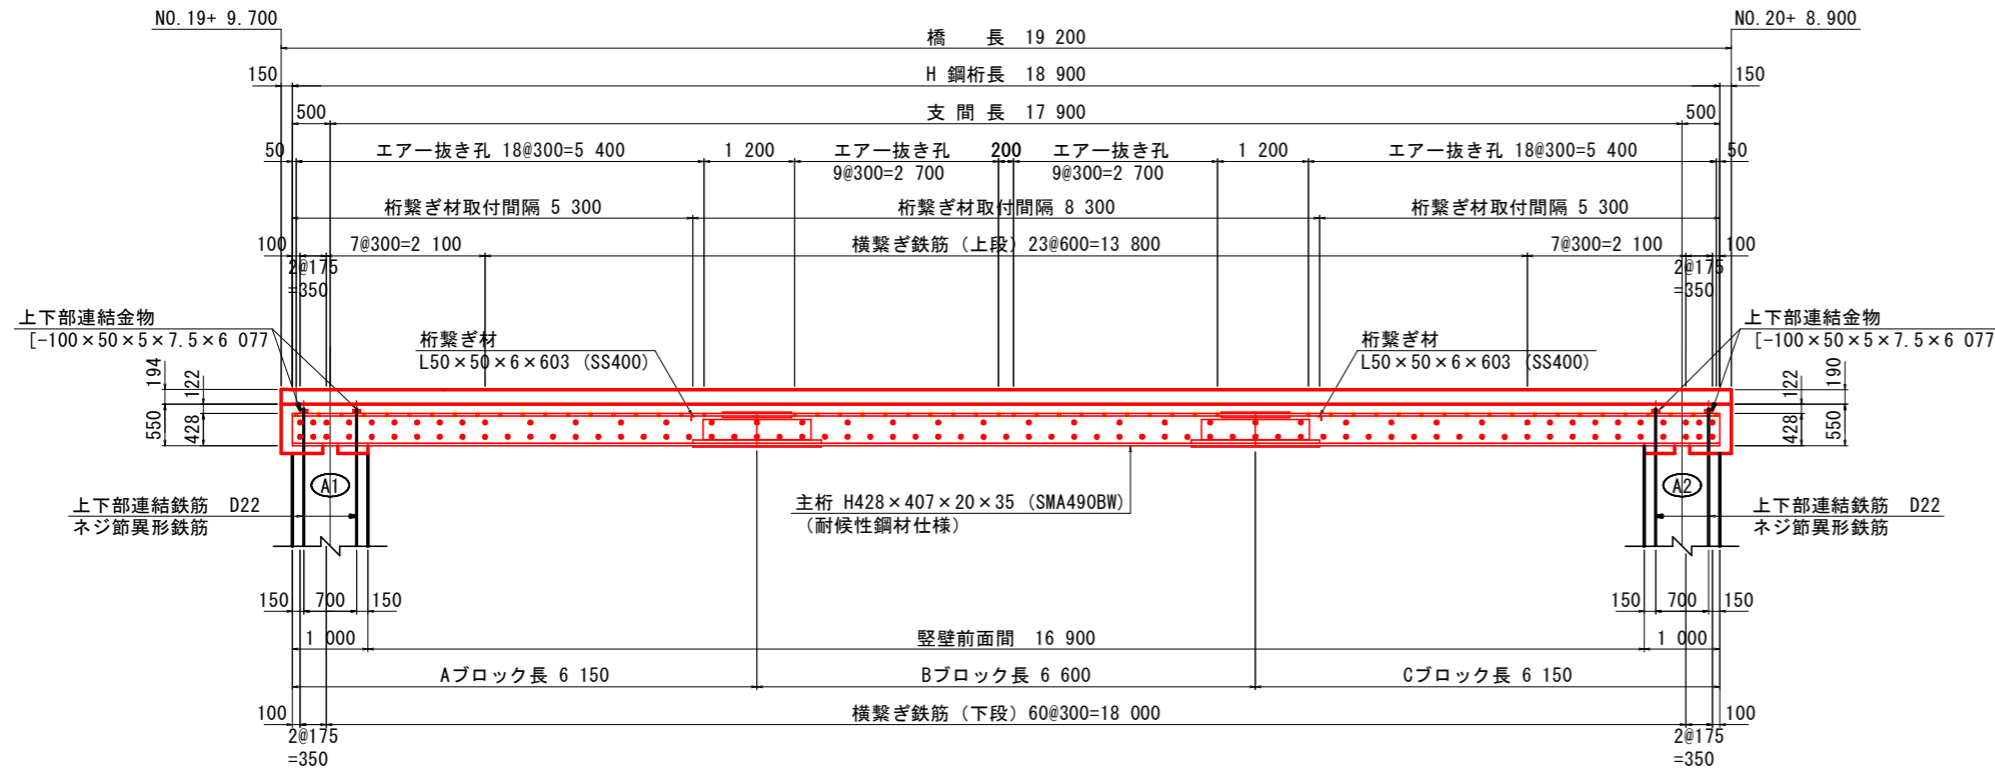 NO.19+ 9.700
NO.20+ 8.900
橋　長 19 200
150
H 鋼桁長 18 900
150
500
支 間 長 17 900
500
50
エアー抜き孔 18@300=5 400
1 200
エアー抜き孔
9@300=2 700
200
エアー抜き孔
9@300=2 700
1 200
エアー抜き孔 18@300=5 400
50
桁繋ぎ材取付間隔 5 300
桁繋ぎ材取付間隔 8 300
桁繋ぎ材取付間隔 5 300
100
7@300=2 100
横繋ぎ鉄筋（上段）23@600=13 800
7@300=2 100
100
2@175
=350
2@175
=350
上下部連結金物
[-100×50×5×7.5×6 077
桁繋ぎ材
L50×50×6×603（SS400）
桁繋ぎ材
L50×50×6×603（SS400）
上下部連結金物
[-100×50×5×7.5×6 077
194
122
550
428
122
190
428
550
A1
A2
上下部連結鉄筋　D22
ネジ節異形鉄筋
主桁 H428×407×20×35（SMA490BW）
（耐候性鋼材仕様）
上下部連結鉄筋　D22
ネジ節異形鉄筋
150
700
150
150
700
150
1 000
竪壁前面間　16 900
1 000
Aブロック長 6 150
Bブロック長 6 600
Cブロック長 6 150
100
横繋ぎ鉄筋（下段）60@300=18 000
100
2@175
=350
2@175
=350